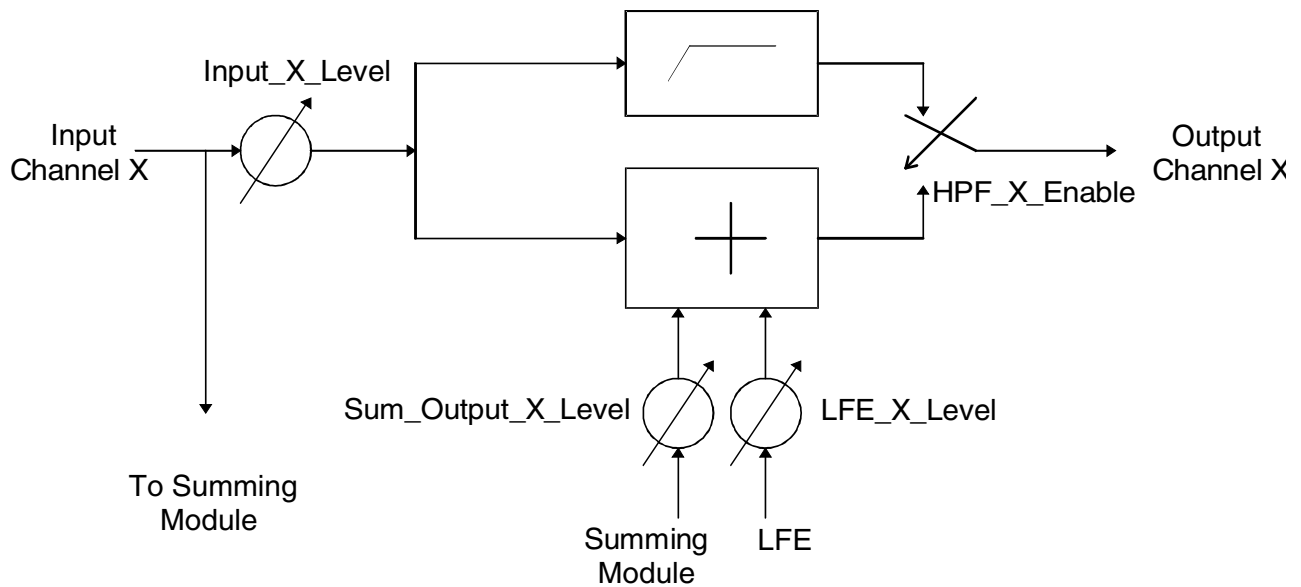 Input_X_Level
Input
Channel X
Output
Channel X
HPF_X_Enable
Sum_Output_X_Level
LFE_X_Level
To Summing
Module
Summing
Module
LFE